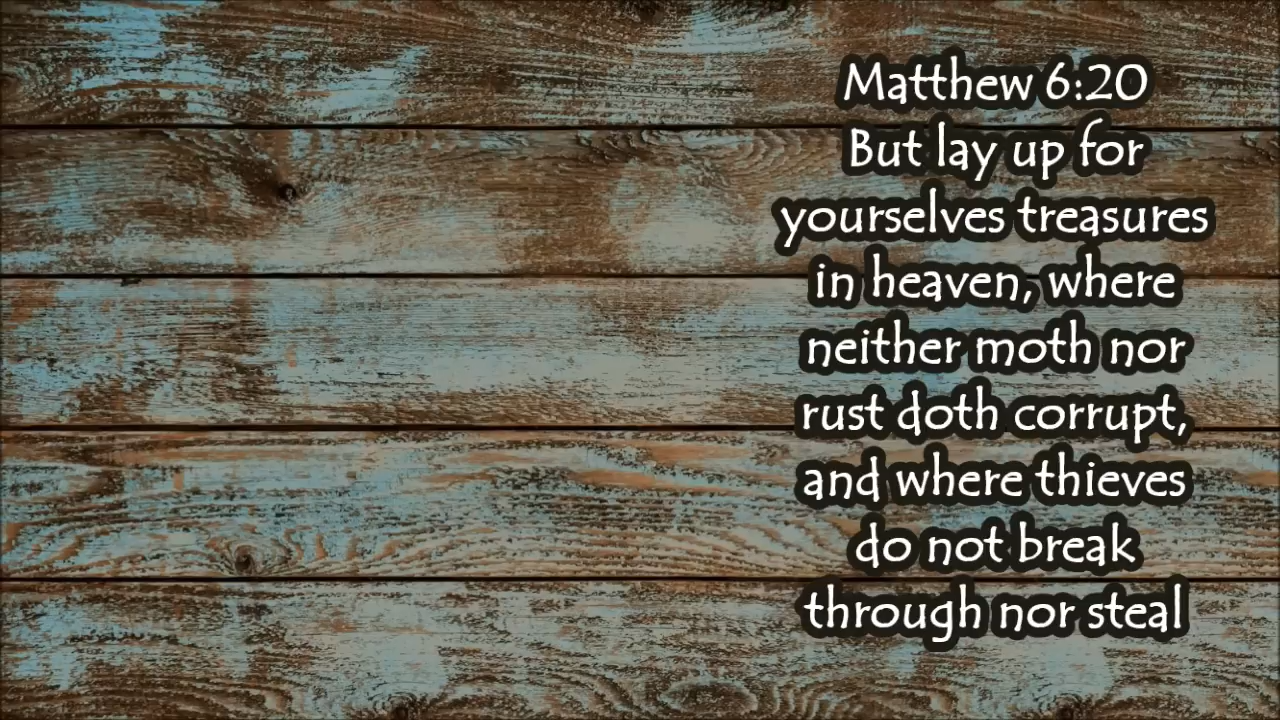 Matthew 6:20
But lay up for
yourselves treasures
in heaven, where
neither moth nor
rust doth corrupt,
and where thieves
do not break
through nor steal